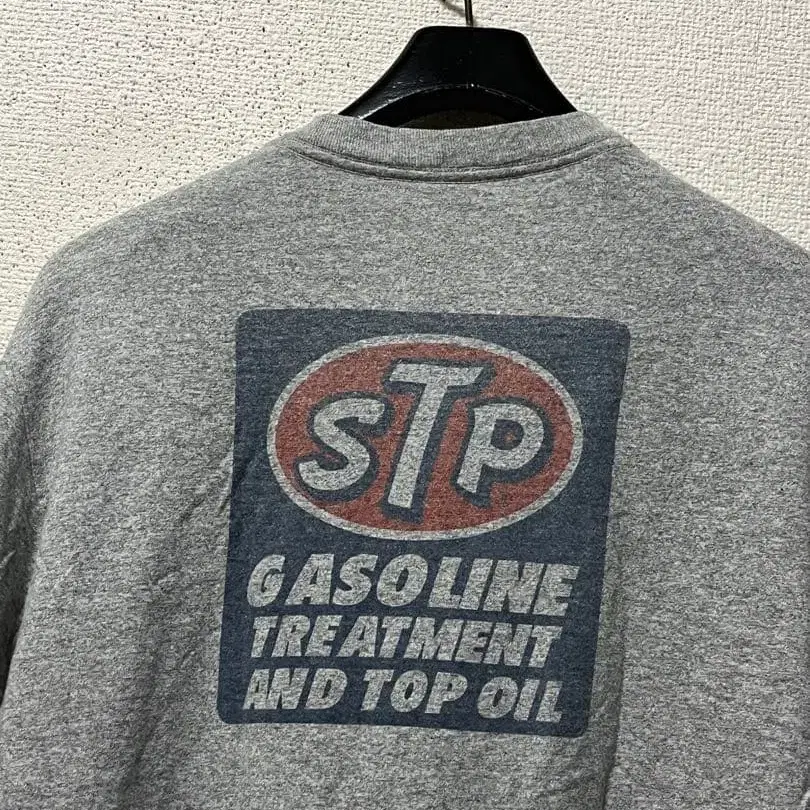 STP
GASOLINE
TREATMENT
AND TOP OIL